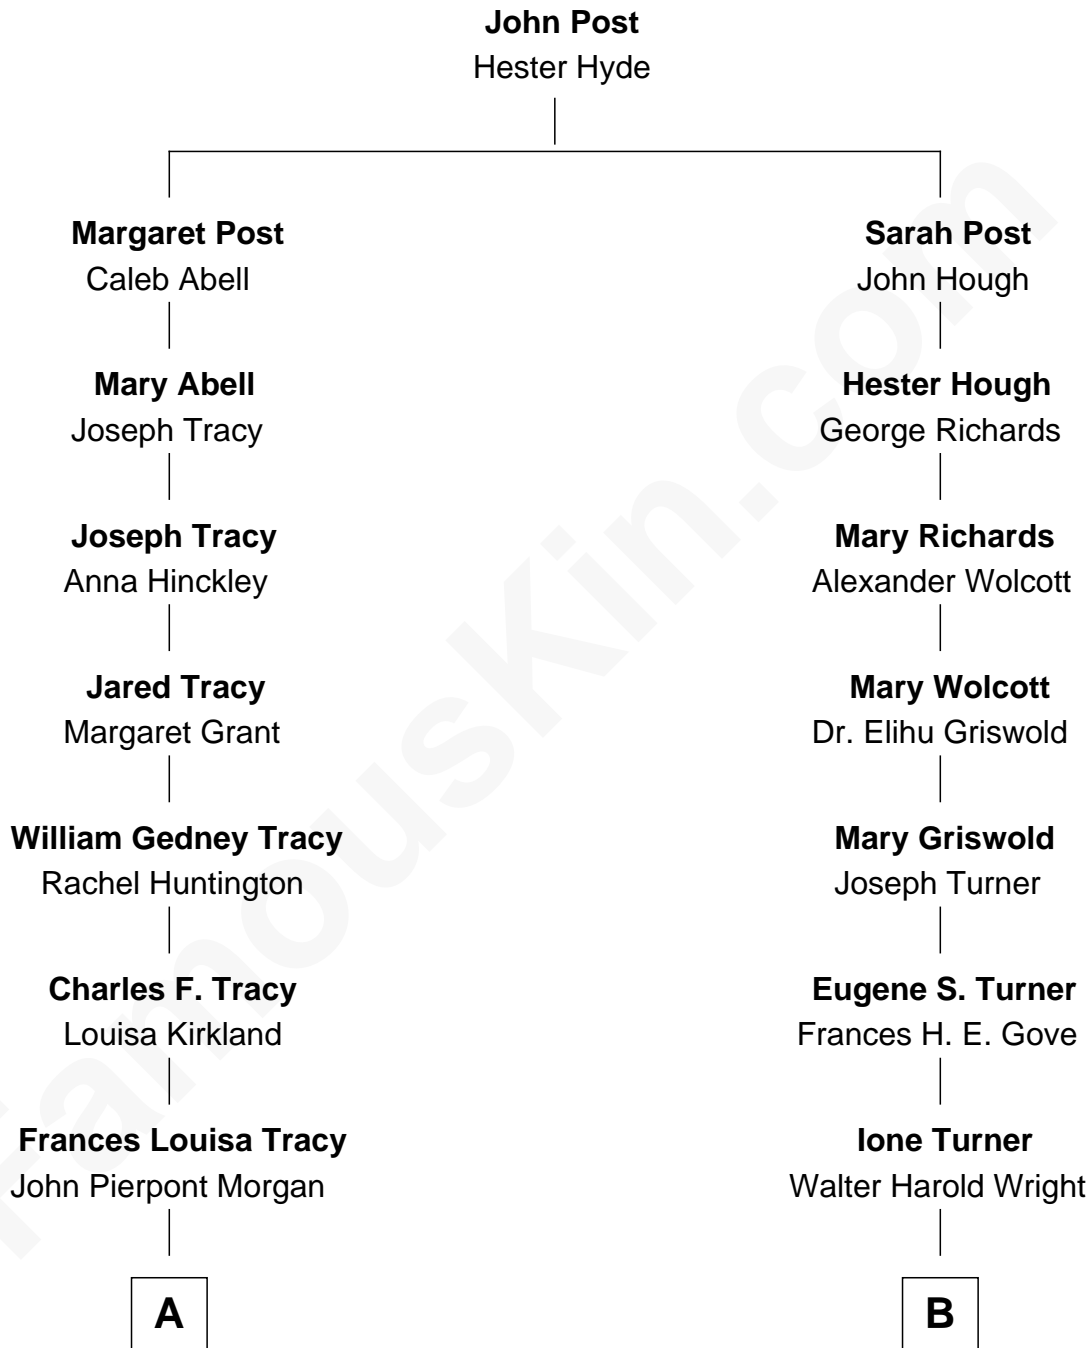 John Post
Hester Hyde
Margaret Post
Caleb Abell
Sarah Post
John Hough
Mary Abell
Joseph Tracy
Hester Hough
George Richards
Joseph Tracy
Anna Hinckley
Mary Richards
Alexander Wolcott
Jared Tracy
Margaret Grant
Mary Wolcott
Dr. Elihu Griswold
William Gedney Tracy
Rachel Huntington
Mary Griswold
Joseph Turner
Charles F. Tracy
Louisa Kirkland
Eugene S. Turner
Frances H. E. Gove
Frances Louisa Tracy
John Pierpont Morgan
Ione Turner
Walter Harold Wright
A
B
FamousKin.com